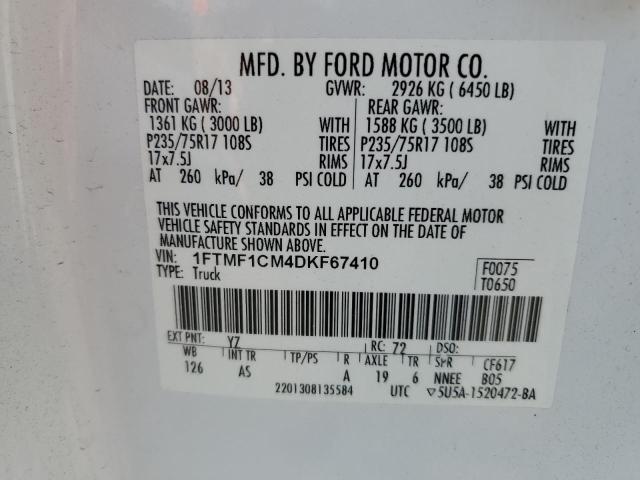 MFD. BY FORD MOTOR CO.
DATE: 08/13 GVWR: 2926 KG ( 6450 LB)
FRONT GAWR: REAR GAWR:
1361 KG ( 3000 LB) WITH 1588 KG ( 3500 LB) WITH
P235/75R17 108S TIRES P235/75R17 108S TIRES
17x7.5J RIMS 17x7.5J RIMS
AT 260 kPa/ 38 PSI COLD AT 260 kPa/ 38 PSI COLD
THIS VEHICLE CONFORMS TO ALL APPLICABLE FEDERAL MOTOR
VEHICLE SAFETY STANDARDS IN EFFECT ON THE DATE OF
MANUFACTURE SHOWN ABOVE.
VIN: 1FTMF1CM4DKF67410 F0075
TYPE: Truck T0650
EXT PNT: YZ RC: 72 DSO:
WB INT TR TP/PS R AXLE TR SPR CF617
126 AS A 19 6 NNEE B05
2201308135584 UTC ▽5U5A-1520472-BA